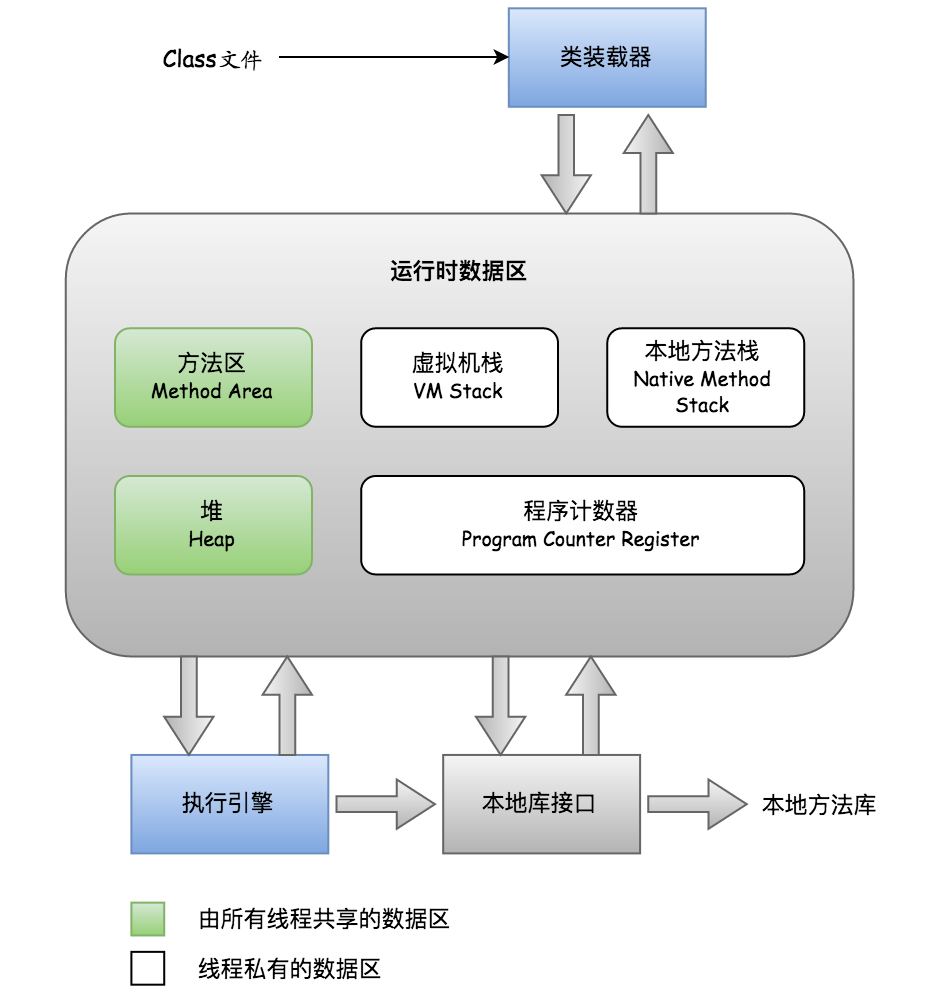 Class文件
类装载器
运行时数据区
方法区
Method Area
虚拟机栈
VM Stack
本地方法栈
Native Method
Stack
堆
Heap
程序计数器
Program Counter Register
执行引擎
本地库接口
本地方法库
由所有线程共享的数据区
线程私有的数据区